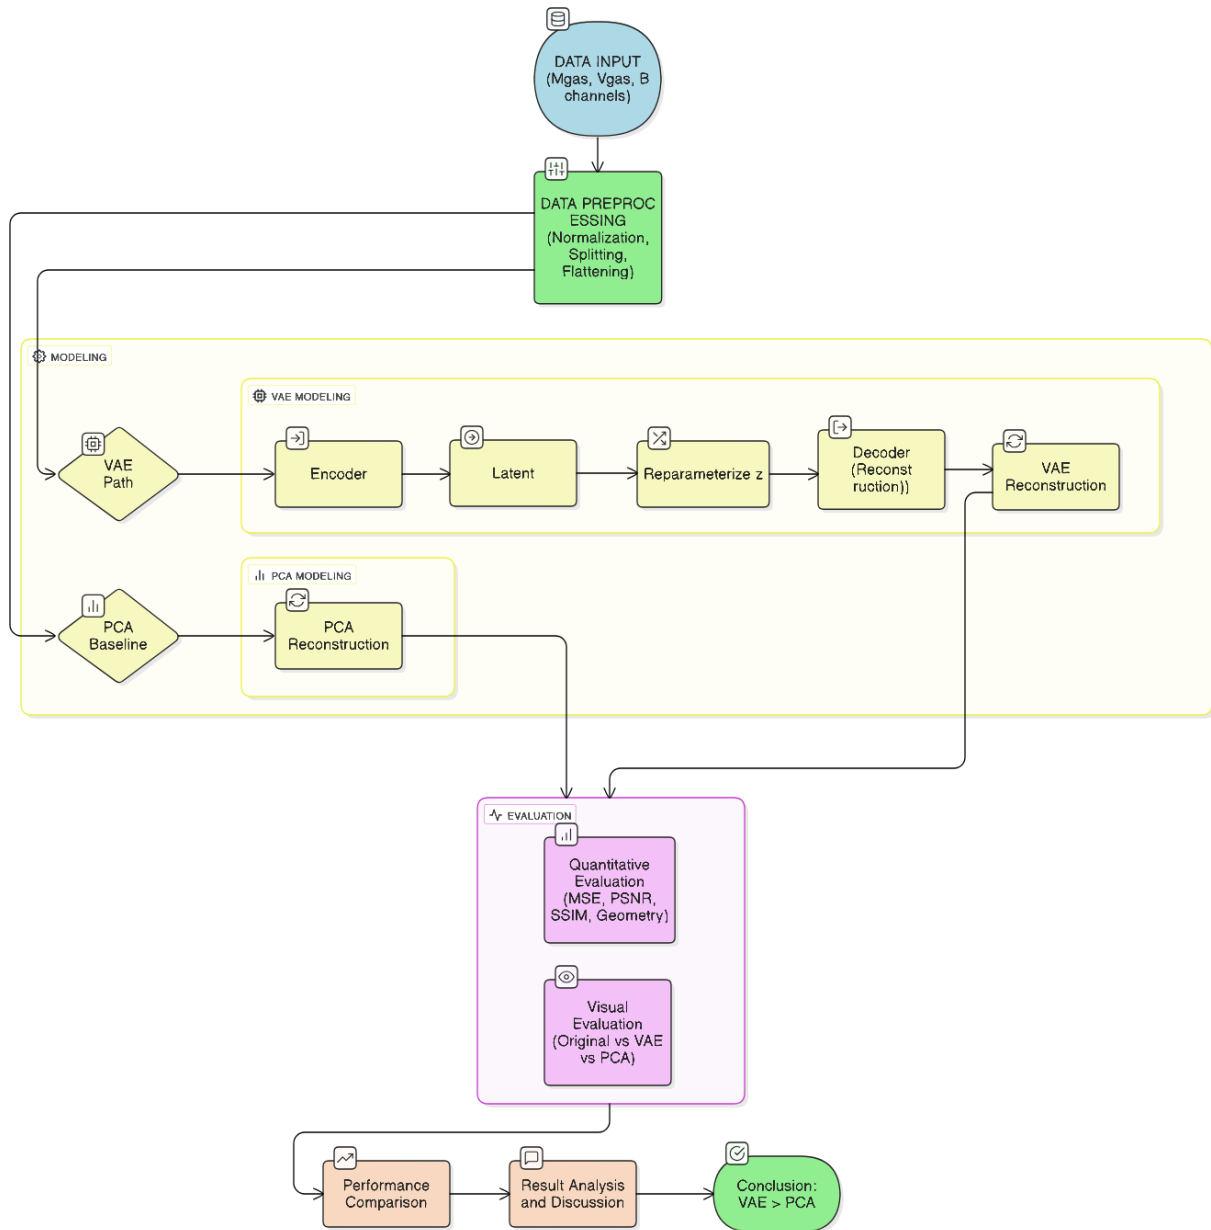 DATA INPUT
(Mgas, Vgas, B
channels)
DATA PREPROC
ESSING
(Normalization,
Splitting,
Flattening)
MODELING
VAE MODELING
VAE
Path
Encoder
Latent
Reparameterize z
Decoder
(Reconst
ruction))
VAE
Reconstruction
PCA MODELING
PCA
Baseline
PCA
Reconstruction
EVALUATION
Quantitative
Evaluation
(MSE, PSNR,
SSIM, Geometry)
Visual
Evaluation
(Original vs VAE
vs PCA)
Performance
Comparison
Result Analysis
and Discussion
Conclusion:
VAE > PCA